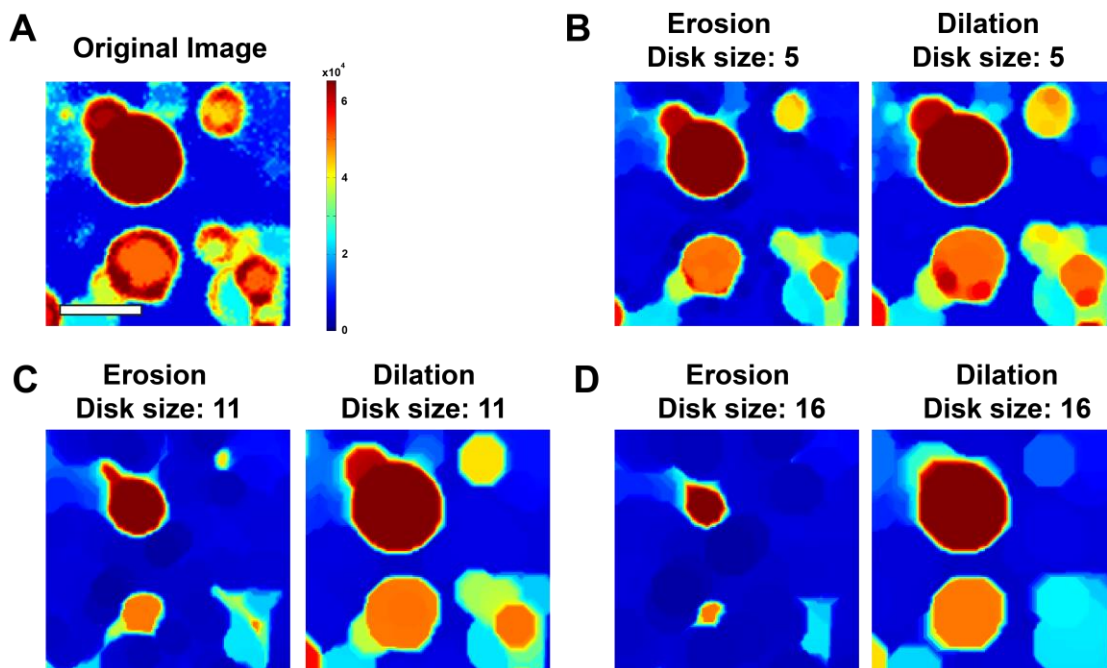 A
Original Image
x10⁴
6
4
2
0
B
Erosion
Disk size: 5
Dilation
Disk size: 5
C
Erosion
Disk size: 11
Dilation
Disk size: 11
D
Erosion
Disk size: 16
Dilation
Disk size: 16